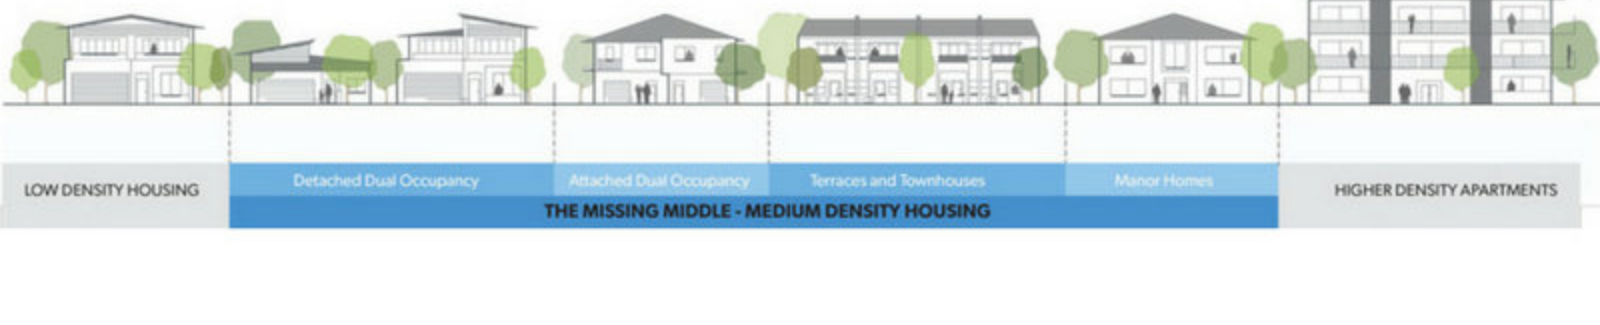 LOW DENSITY HOUSING
Detached Dual Occupancy
Attached Dual Occupancy
Terraces and Townhouses
Manor Homes
THE MISSING MIDDLE - MEDIUM DENSITY HOUSING
HIGHER DENSITY APARTMENTS